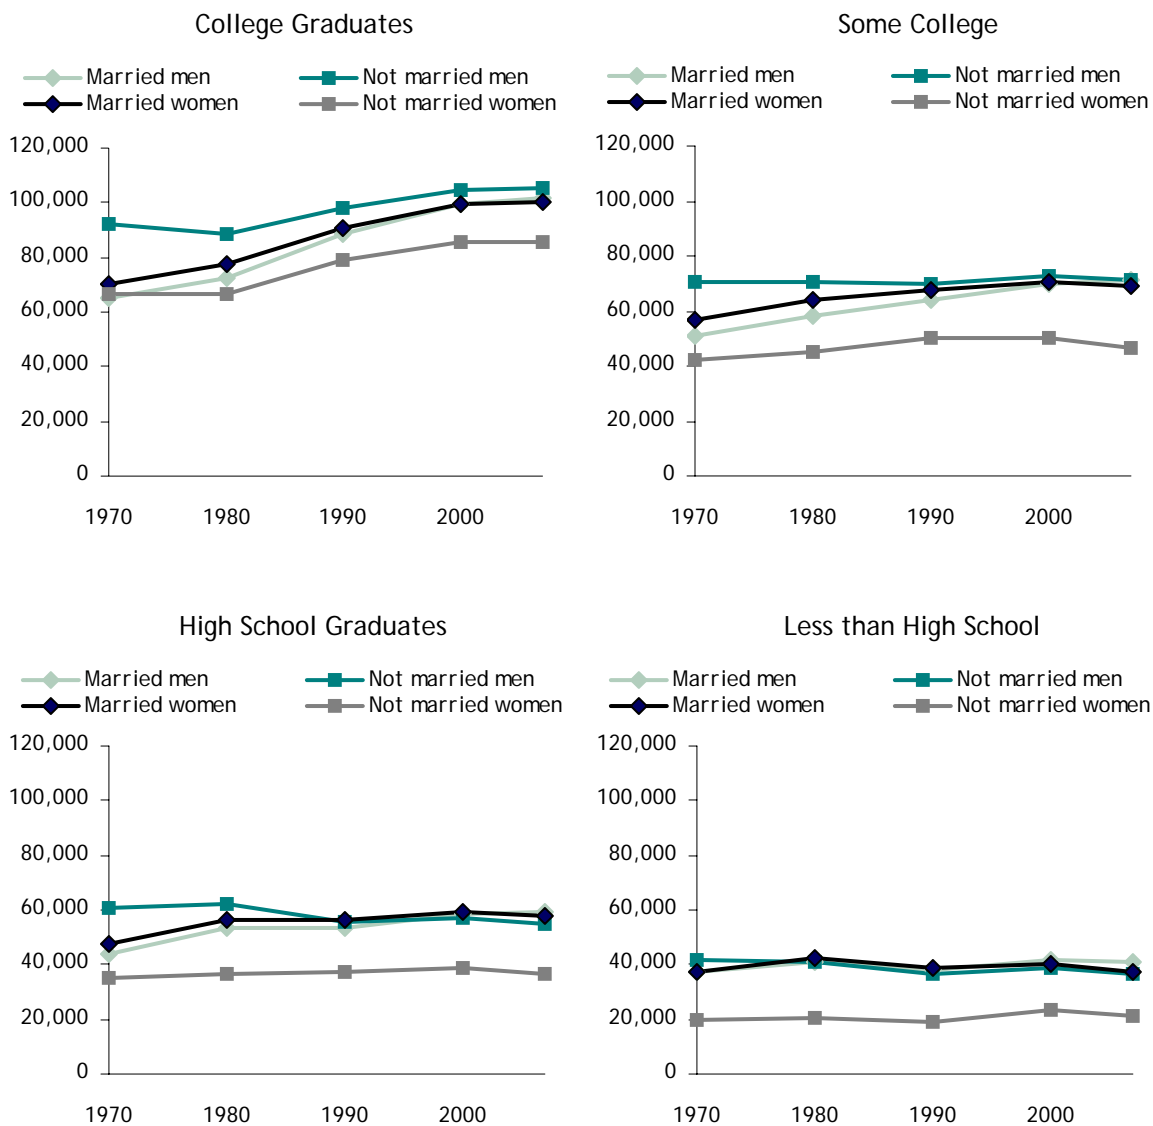 College Graduates
Married men Not married men
Married women Not married women
120,000
100,000
80,000
60,000
40,000
20,000
0
1970 1980 1990 2000
Some College
Married men Not married men
Married women Not married women
120,000
100,000
80,000
60,000
40,000
20,000
0
1970 1980 1990 2000
High School Graduates
Married men Not married men
Married women Not married women
120,000
100,000
80,000
60,000
40,000
20,000
0
1970 1980 1990 2000
Less than High School
Married men Not married men
Married women Not married women
120,000
100,000
80,000
60,000
40,000
20,000
0
1970 1980 1990 2000